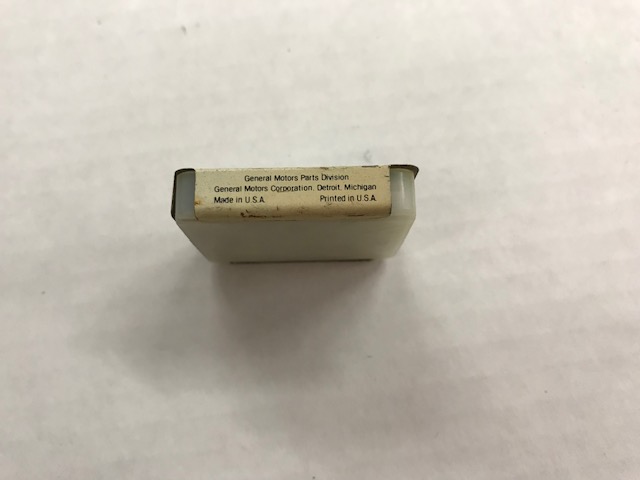 General Motors Parts Division
General Motors Corporation, Detroit, Michigan
Made in U.S.A. Printed in U.S.A.